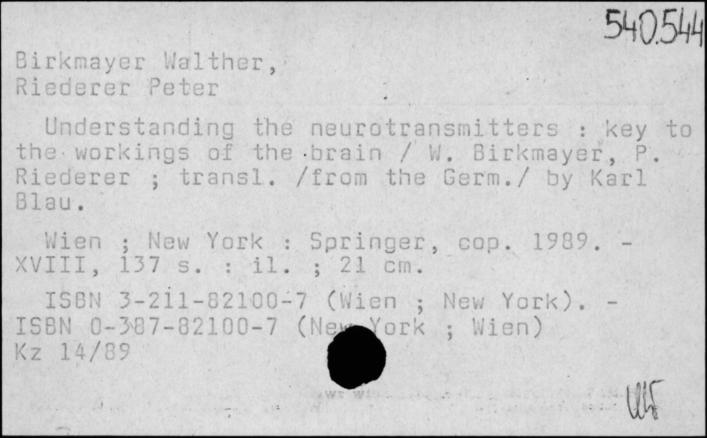 540.544
Birkmayer Walther,
Riederer Peter
Understanding the neurotransmitters : key to
the workings of the brain / W. Birkmayer, P.
Riederer ; transl. /from the Germ./ by Karl
Blau.
Wien ; New York : Springer, cop. 1989. -
XVIII, 137 s. : il. ; 21 cm.
ISBN 3-211-82100-7 (Wien ; New York). -
ISBN 0-387-82100-7 (New York ; Wien)
Kz 14/89